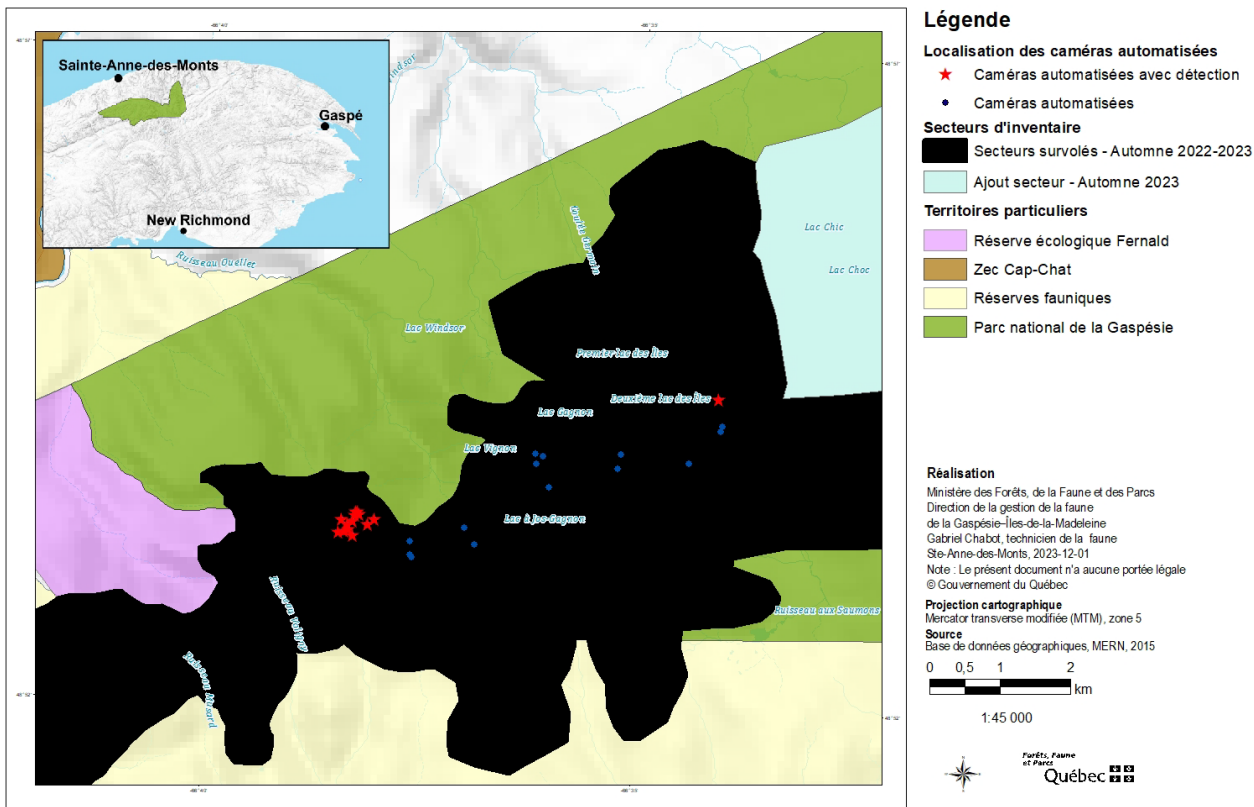 Sainte-Anne-des-Monts
Gaspé
New Richmond
Ruisseau Quellet
Lac Windsor
Lac Chic
Lac Choc
Premier lac des Îles
Deuxième lac des Îles
Lac Gagnon
Lac Vignon
Lac à Jos-Gagnon
Ruisseau aux Saumons
Légende
Localisation des caméras automatisées
Caméras automatisées avec détection
Caméras automatisées
Secteurs d'inventaire
Secteurs survolés - Automne 2022-2023
Ajout secteur - Automne 2023
Territoires particuliers
Réserve écologique Fernald
Zec Cap-Chat
Réserves fauniques
Parc national de la Gaspésie
Réalisation
Ministère des Forêts, de la Faune et des Parcs
Direction de la gestion de la faune
de la Gaspésie–Îles-de-la-Madeleine
Gabriel Chabot, technicien de la faune
Ste-Anne-des-Monts, 2023-12-01
Note : Le présent document n'a aucune portée légale
© Gouvernement du Québec
Projection cartographique
Mercator transverse modifiée (MTM), zone 5
Source
Base de données géographiques, MERN, 2015
0 0,5 1 2
km
1:45 000
Forêts, Faune
et Parcs
Québec